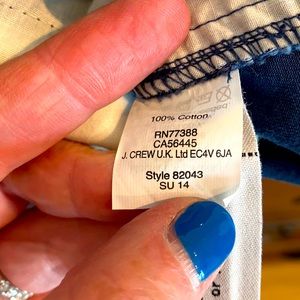 100% Cotton
RN77388
CA56445
J. CREW U.K. Ltd EC4V 6JA
Style 82043
SU 14